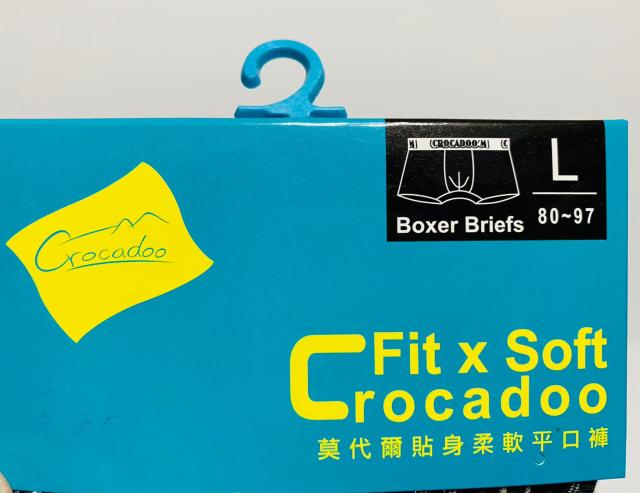 Crocadoo
CROCADOO'M
L
Boxer Briefs
80~97
Fit x Soft
Crocadoo
莫代爾貼身柔軟平口褲